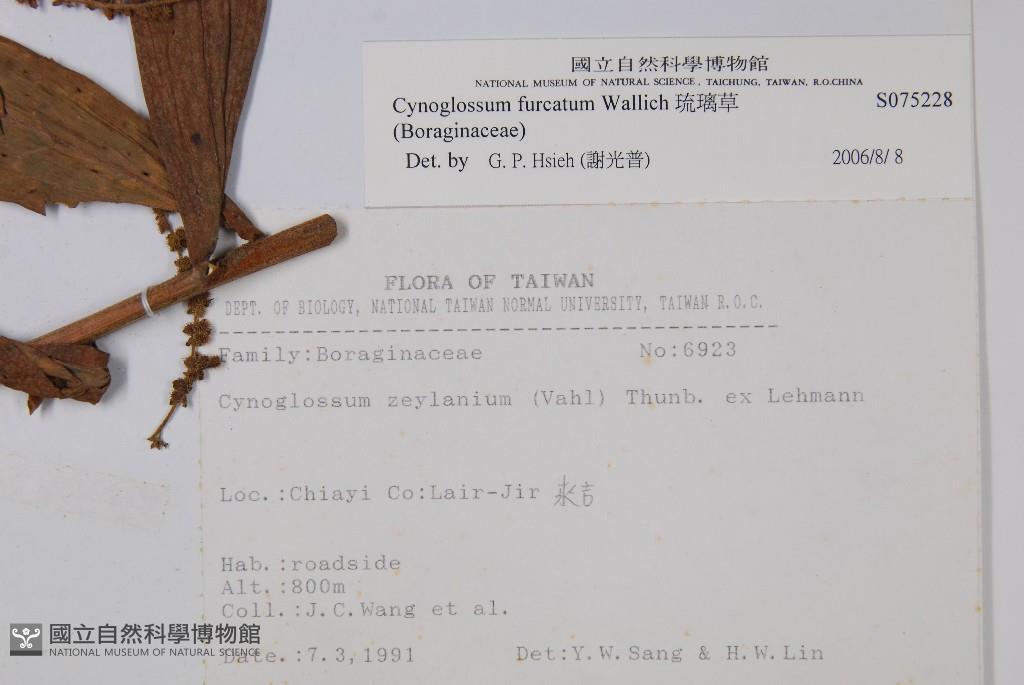 國立自然科學博物館
NATIONAL MUSEUM OF NATURAL SCIENCE, TAICHUNG, TAIWAN, R.O.CHINA
Cynoglossum furcatum Wallich 琉璃草 S075228
(Boraginaceae)
Det. by G. P. Hsieh (謝光普) 2006/8/ 8
FLORA OF TAIWAN
DEPT. OF BIOLOGY, NATIONAL TAIWAN NORMAL UNIVERSITY, TAIWAN R.O.C.
Family:Boraginaceae No:6923
Cynoglossum zeylanium (Vahl) Thunb. ex Lehmann
Loc.:Chiayi Co:Lair-Jir 来吉
Hab.:roadside
Alt.:800m
Coll.:J.C.Wang et al.
Date.:7.3,1991 Det:Y.W.Sang & H.W.Lin
國立自然科學博物館
NATIONAL MUSEUM OF NATURAL SCIENCE